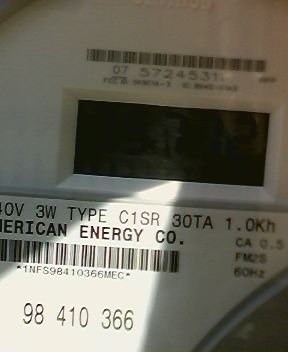 07 5724531
40V 3W TYPE C1SR 30TA 1.0Kh
MERICAN ENERGY CO.
CA 0.5
FM2S
60Hz
*1NFS98410366MEC*
98 410 366